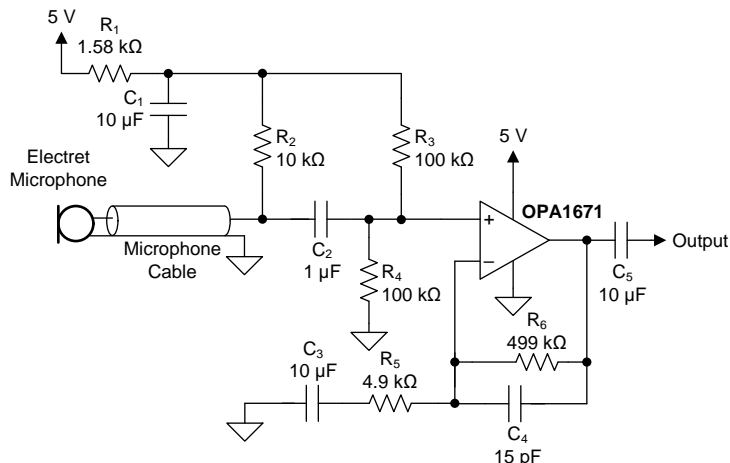 5 V
R1
1.58 kΩ
C1
10 µF
R2
10 kΩ
R3
100 kΩ
5 V
Electret
Microphone
OPA1671
+
−
Output
Microphone
Cable
C2
1 µF
R4
100 kΩ
C5
10 µF
R6
499 kΩ
C3
10 µF
R5
4.9 kΩ
C4
15 pF